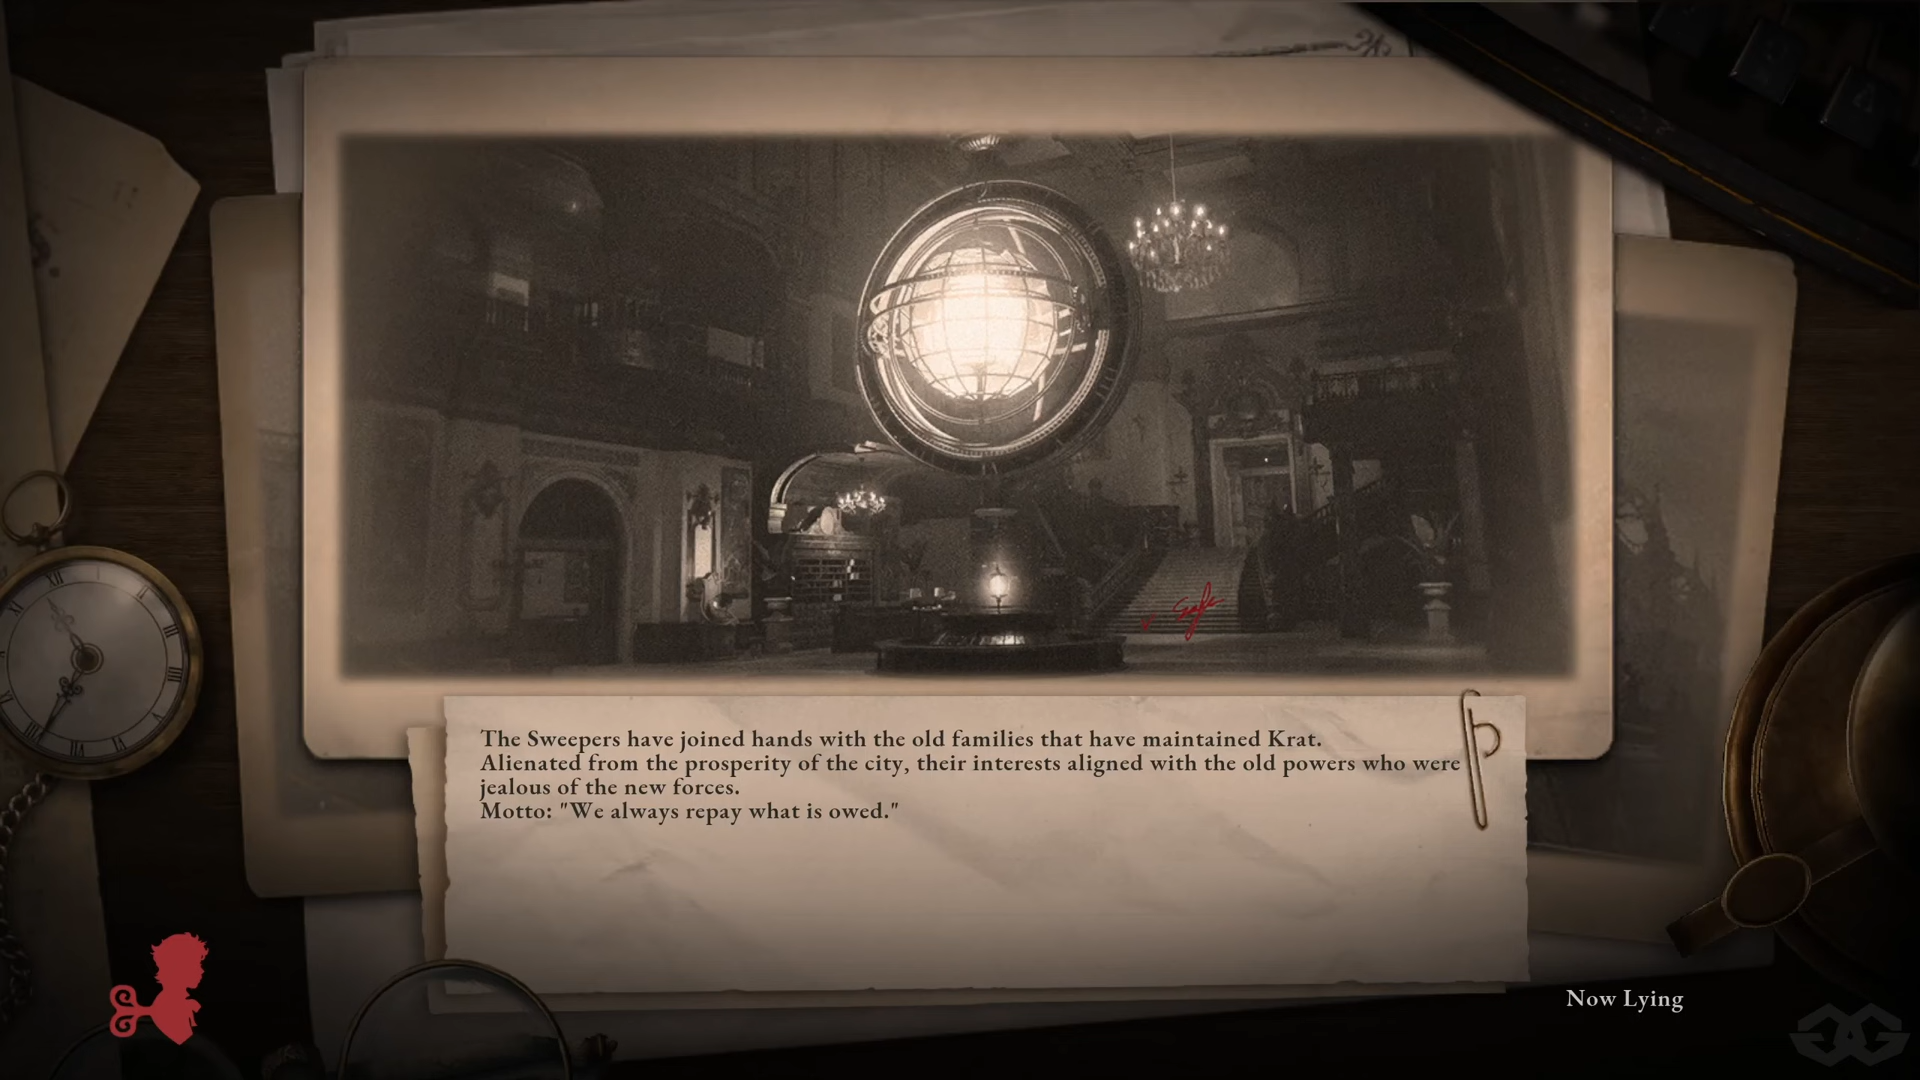 Safe
The Sweepers have joined hands with the old families that have maintained Krat.
Alienated from the prosperity of the city, their interests aligned with the old powers who were
jealous of the new forces.
Motto: "We always repay what is owed."
Now Lying